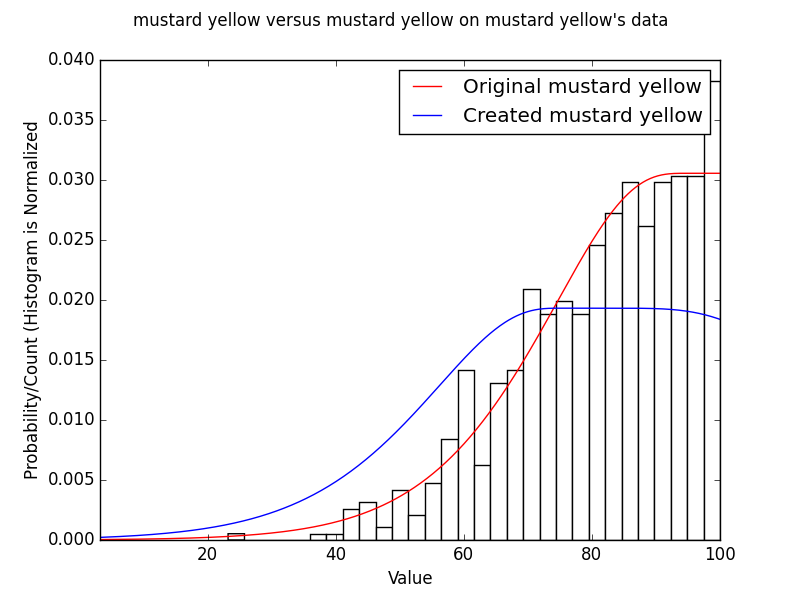 mustard yellow versus mustard yellow on mustard yellow's data
0.040
0.035
0.030
0.025
0.020
0.015
0.010
0.005
0.000
Probability/Count (Histogram is Normalized
Original mustard yellow
Created mustard yellow
20 40 60 80 100
Value